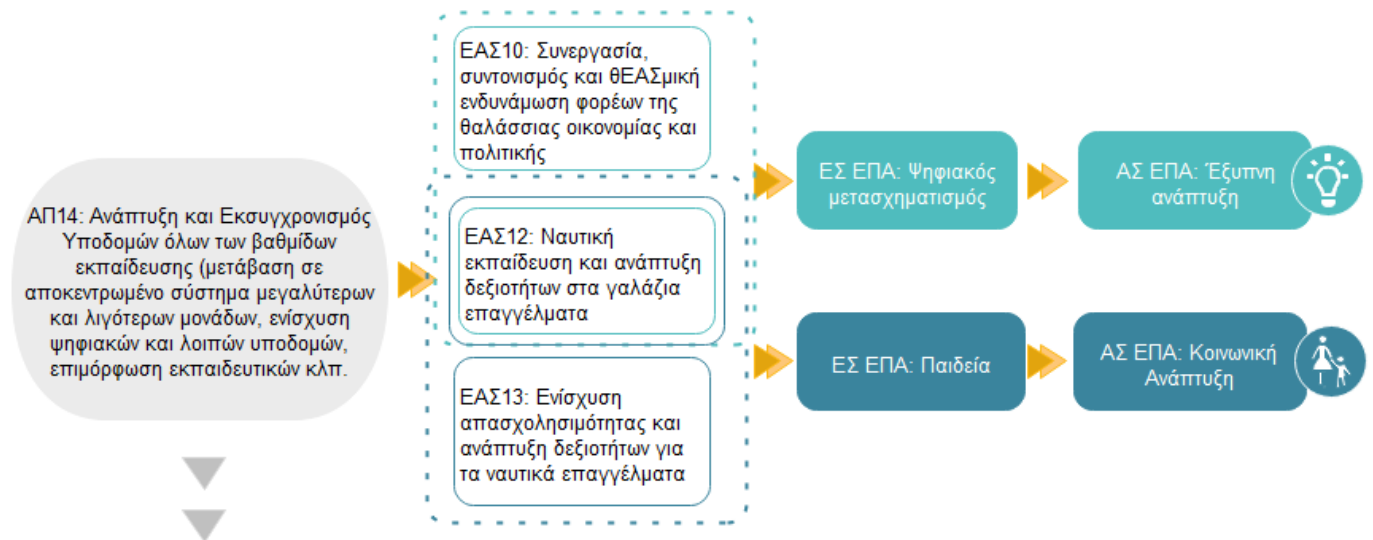 ΑΠ14: Ανάπτυξη και Εκσυγχρονισμός
Υποδομών όλων των βαθμίδων
εκπαίδευσης (μετάβαση σε
αποκεντρωμένο σύστημα μεγαλύτερων
και λιγότερων μονάδων, ενίσχυση
ψηφιακών και λοιπών υποδομών,
επιμόρφωση εκπαιδευτικών κλπ.
ΕΑΣ10: Συνεργασία,
συντονισμός και θΕΑΣμική
ενδυνάμωση φορέων της
θαλάσσιας οικονομίας και
πολιτικής
ΕΑΣ12: Ναυτική
εκπαίδευση και ανάπτυξη
δεξιοτήτων στα γαλάζια
επαγγέλματα
ΕΑΣ13: Ενίσχυση
απασχολησιμότητας και
ανάπτυξη δεξιοτήτων για
τα ναυτικά επαγγέλματα
ΕΣ ΕΠΑ: Ψηφιακός
μετασχηματισμός
ΑΣ ΕΠΑ: Έξυπνη
ανάπτυξη
ΕΣ ΕΠΑ: Παιδεία
ΑΣ ΕΠΑ: Κοινωνική
Ανάπτυξη